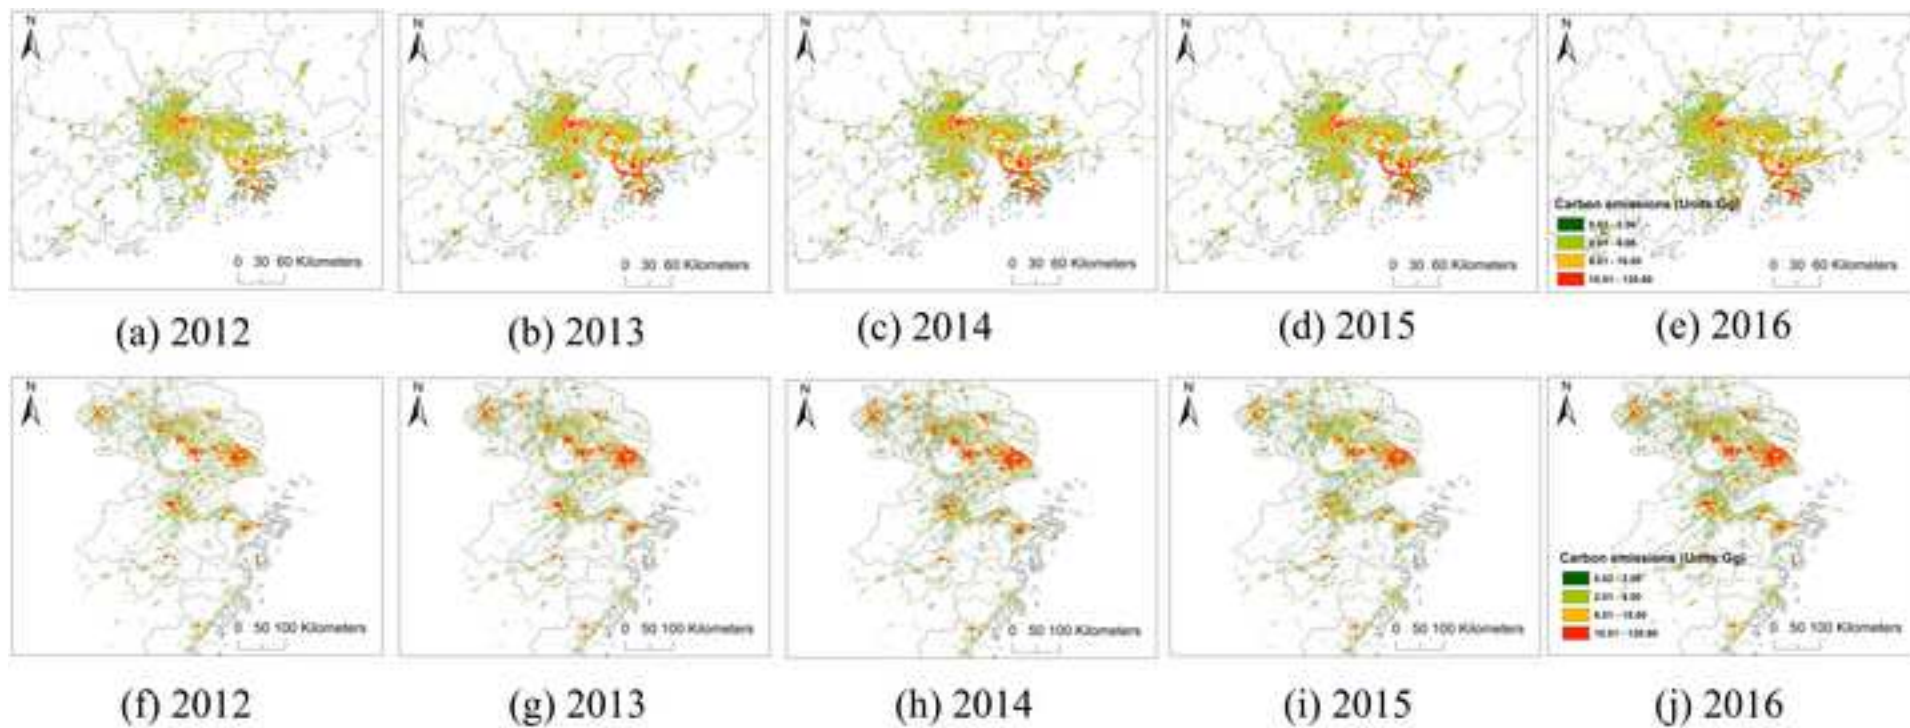 N
N
N
N
N
Carbon emissions (Units:Gg)
0 30 60 Kilometers
0 30 60 Kilometers
0 30 60 Kilometers
0 30 60 Kilometers
0 30 60 Kilometers
(a) 2012
(b) 2013
(c) 2014
(d) 2015
(e) 2016
N
N
N
N
N
Carbon emissions (Units:Gg)
0 50 100 Kilometers
0 50 100 Kilometers
0 50 100 Kilometers
0 50 100 Kilometers
0 50 100 Kilometers
(f) 2012
(g) 2013
(h) 2014
(i) 2015
(j) 2016